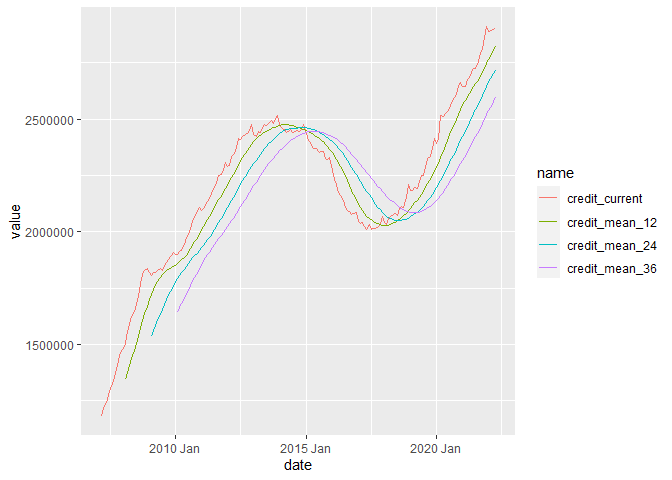 2500000
2000000
1500000
value
2010 Jan
2015 Jan
2020 Jan
date
name
credit_current
credit_mean_12
credit_mean_24
credit_mean_36